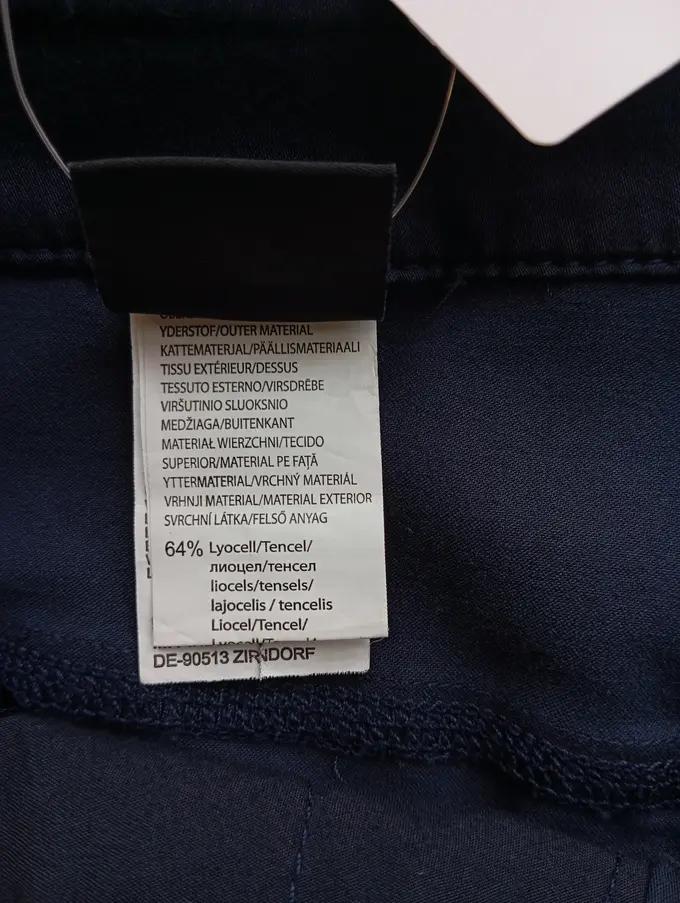 YDERSTOF/OUTER MATERIAL
KATTEMATERJAL/PÄÄLLISMATERIAALI
TISSU EXTÉRIEUR/DESSUS
TESSUTO ESTERNO/VIRSDRĒBE
VIRŠUTINIO SLUOKSNIO
MEDŽIAGA/BUITENKANT
MATERIAŁ WIERZCHNI/TECIDO
SUPERIOR/MATERIAL PE FAȚĂ
YTTERMATERIAL/VRCHNÝ MATERIÁL
VRHNJI MATERIAL/MATERIAL EXTERIOR
SVRCHNÍ LÁTKA/FELSŐ ANYAG
64% Lyocell/Tencel/
лиоцел/тенсел
liocels/tensels/
lajocelis / tencelis
Liocel/Tencel/
DE-90513 ZIRNDORF